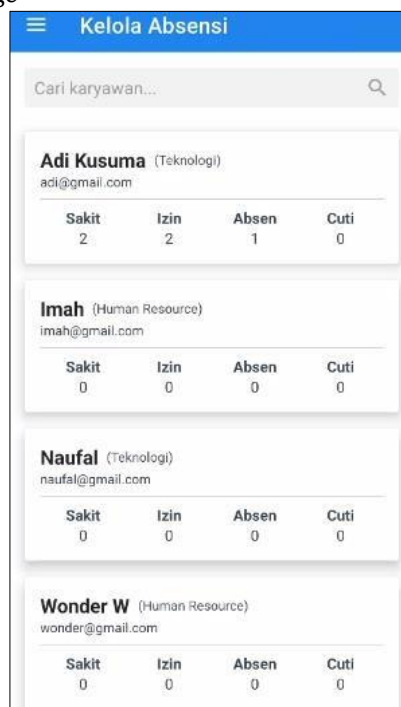 Kelola Absensi
Cari karyawan...
Adi Kusuma (Teknologi)
adi@gmail.com
Sakit Izin Absen Cuti
2 2 1 0
Imah (Human Resource)
imah@gmail.com
Sakit Izin Absen Cuti
0 0 0 0
Naufal (Teknologi)
naufal@gmail.com
Sakit Izin Absen Cuti
0 0 0 0
Wonder W (Human Resource)
wonder@gmail.com
Sakit Izin Absen Cuti
0 0 0 0